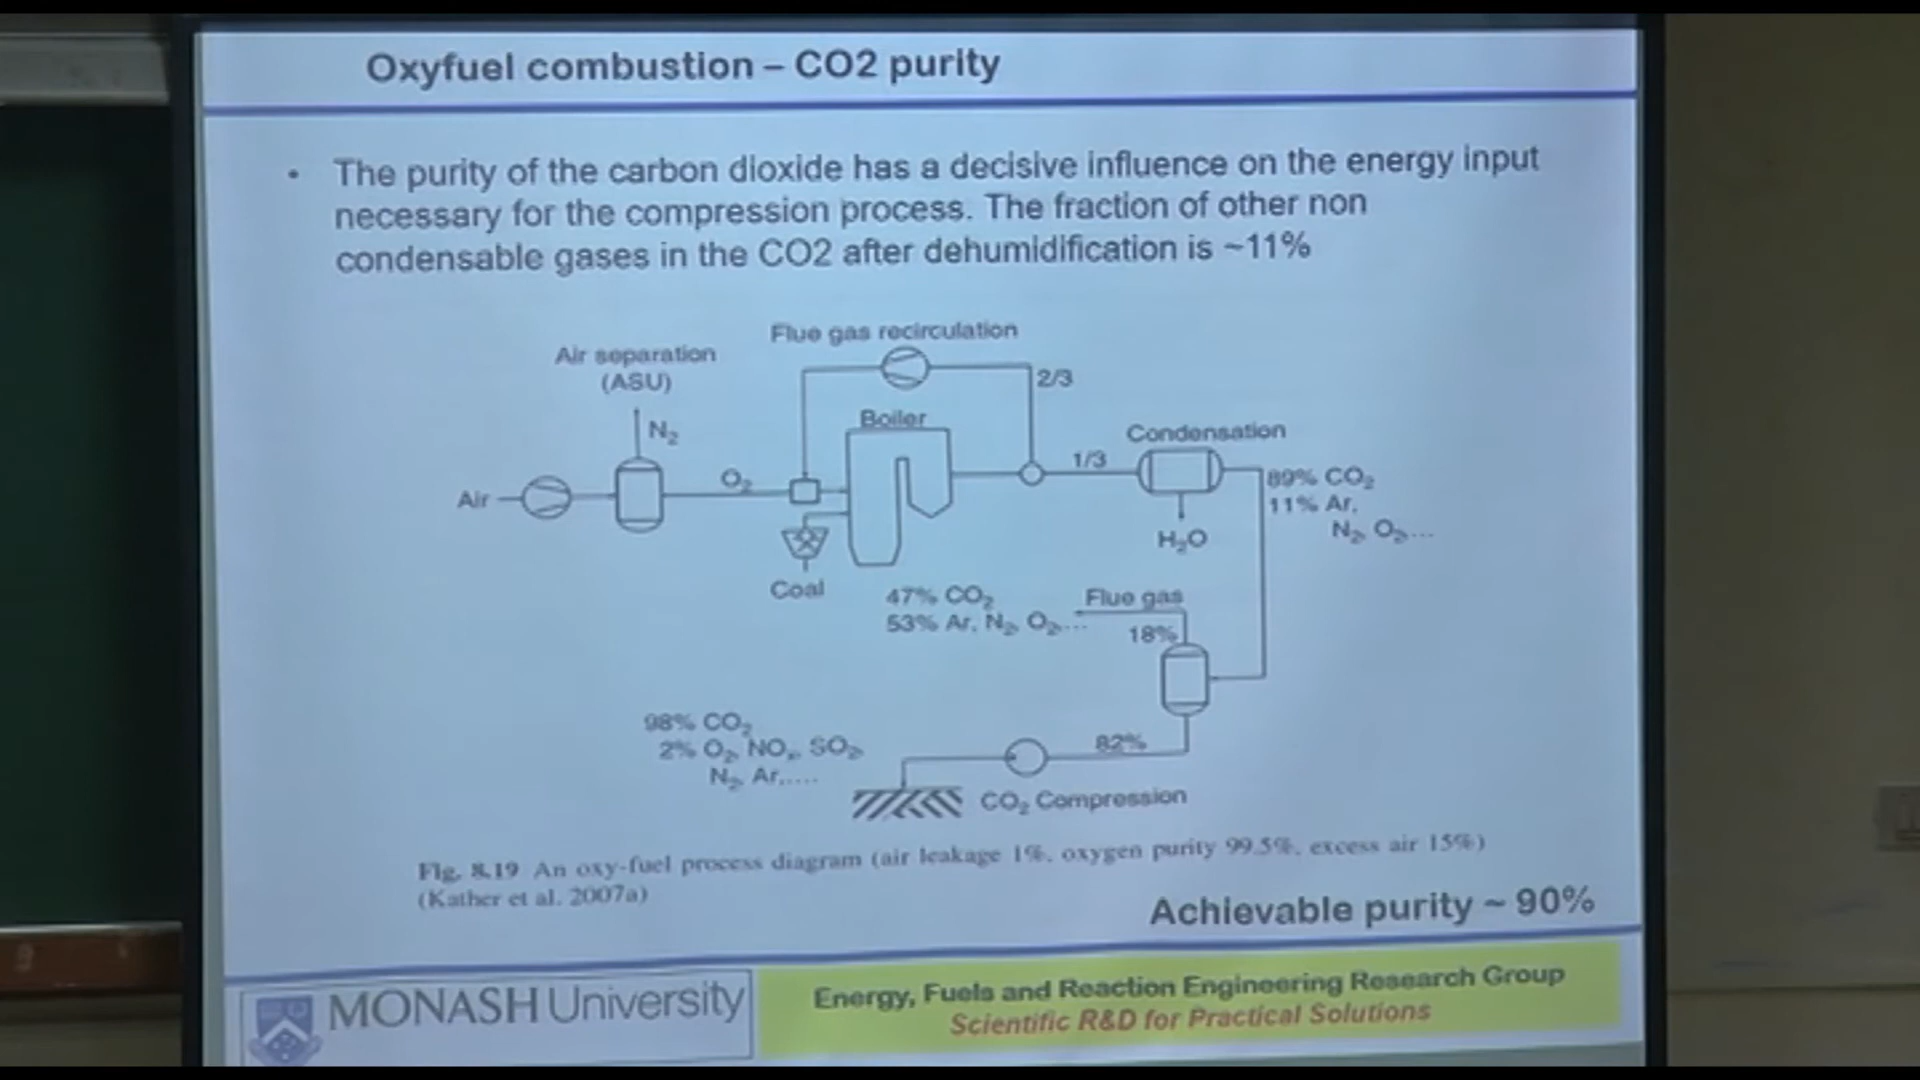 Oxyfuel combustion – CO2 purity
• The purity of the carbon dioxide has a decisive influence on the energy input
necessary for the compression process. The fraction of other non
condensable gases in the CO2 after dehumidification is ~11%
Flue gas recirculation
Air separation
(ASU)
2/3
N₂
Boiler
Condensation
1/3
O₂
Air
89% CO₂
11% Ar,
N₂, O₂...
H₂O
Coal
47% CO₂
53% Ar, N₂, O₂...
Flue gas
18%
98% CO₂
2% O₂, NOₓ, SO₂,
N₂, Ar.....
82%
CO₂ Compression
Fig. 8.19 An oxy-fuel process diagram (air leakage 1%, oxygen purity 99.5%, excess air 15%)
(Kather et al. 2007a)
Achievable purity ~ 90%
MONASH University
Energy, Fuels and Reaction Engineering Research Group
Scientific R&D for Practical Solutions